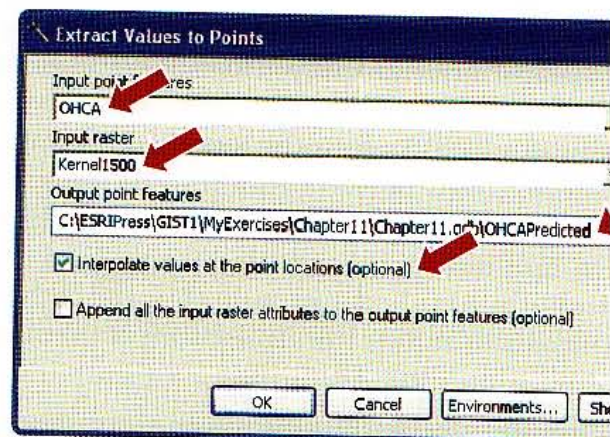 Extract Values to Points
Input point features
OHCA
Input raster
Kernel1500
Output point features
C:\ESRIPress\GIST1\MyExercises\Chapter11\Chapter11.gdb\OHCAPredicted
Interpolate values at the point locations (optional)
Append all the input raster attributes to the output point features (optional)
OK
Cancel
Environments...